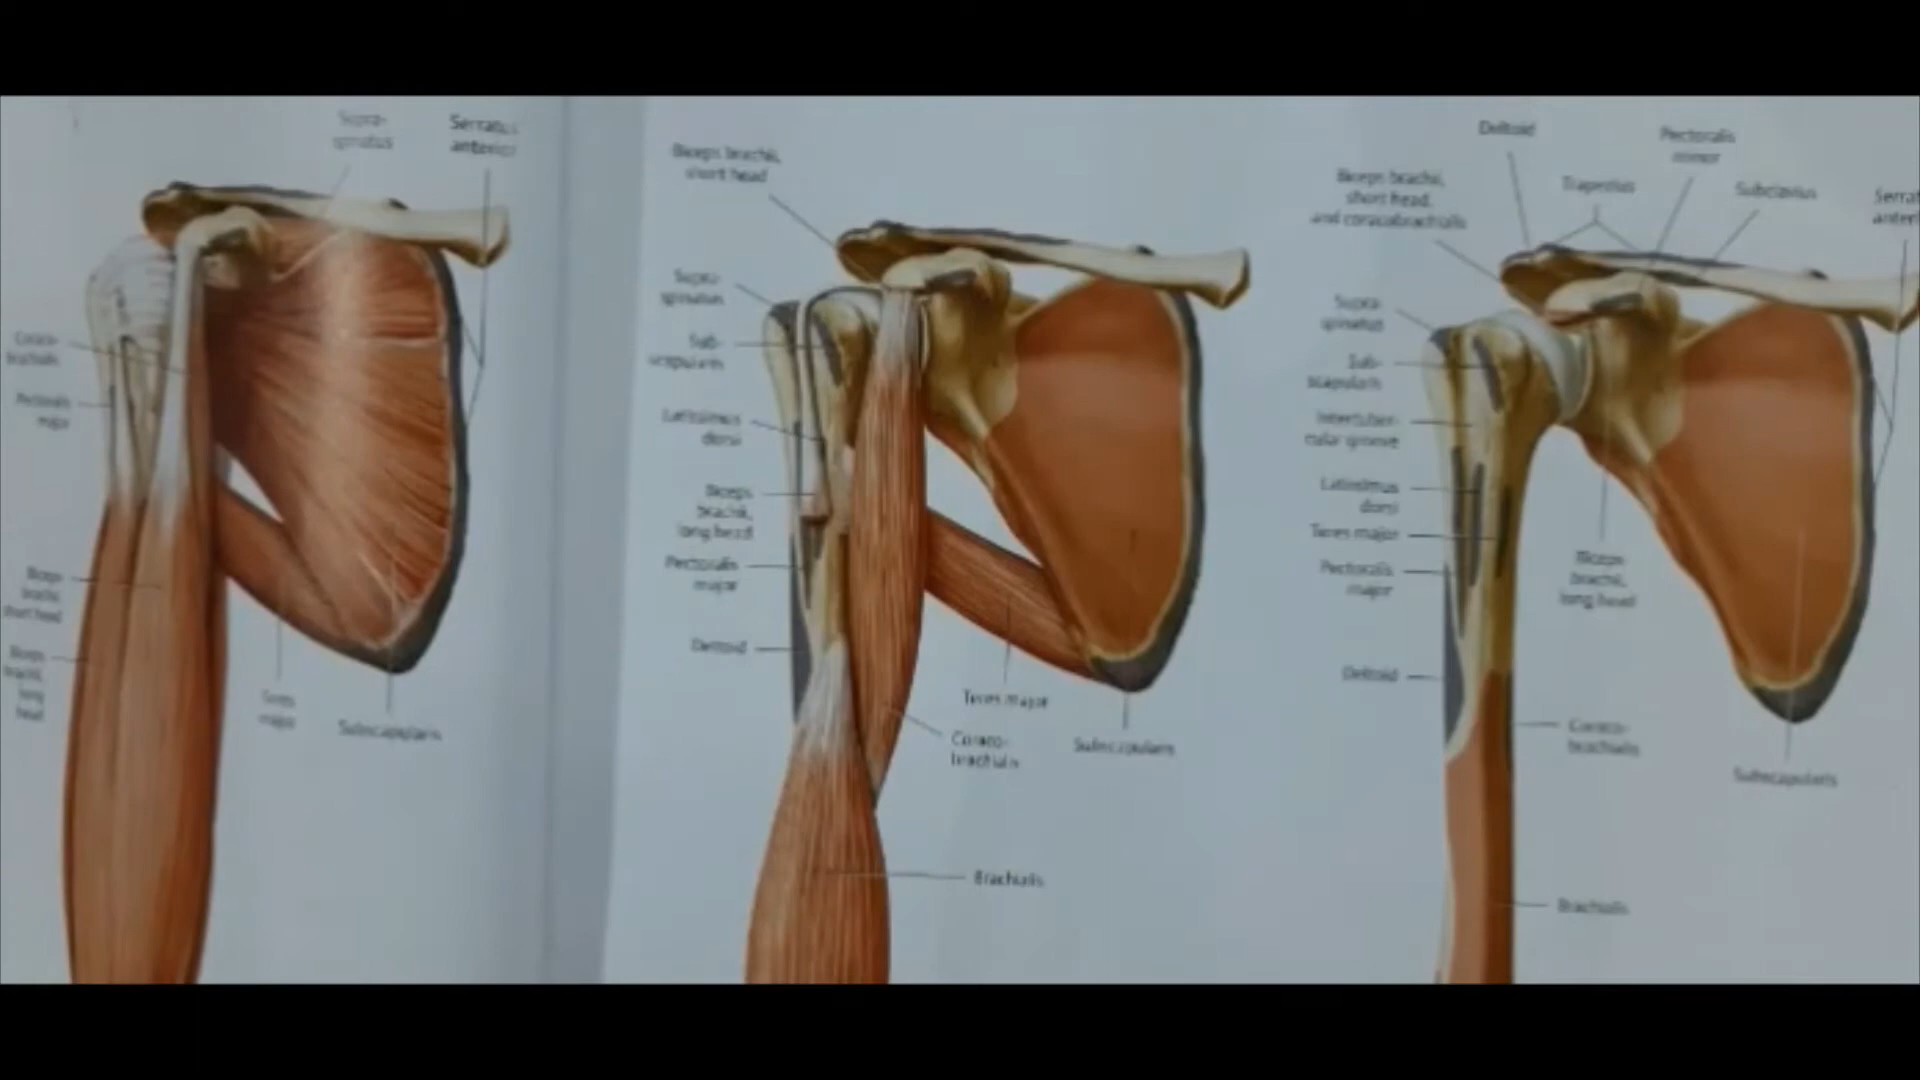 Supra-
spinatus
Serratus
anterior
Coraco-
brachialis
Pectoralis
major
Biceps
brachii,
short head
Biceps
brachii,
long
head
Teres
major
Subscapularis
Biceps brachii,
short head
Supra-
spinatus
Sub-
scapularis
Latissimus
dorsi
Biceps
brachii,
long head
Pectoralis
major
Deltoid
Teres major
Coraco-
brachialis
Subscapularis
Brachialis
Deltoid
Pectoralis
minor
Biceps brachii,
short head,
and coracobrachialis
Trapezius
Subclavius
Serrat
anteri
Supra-
spinatus
Sub-
scapularis
Intertuber-
cular groove
Latissimus
dorsi
Teres major
Pectoralis
major
Biceps
brachii,
long head
Deltoid
Coraco-
brachialis
Subscapularis
Brachialis